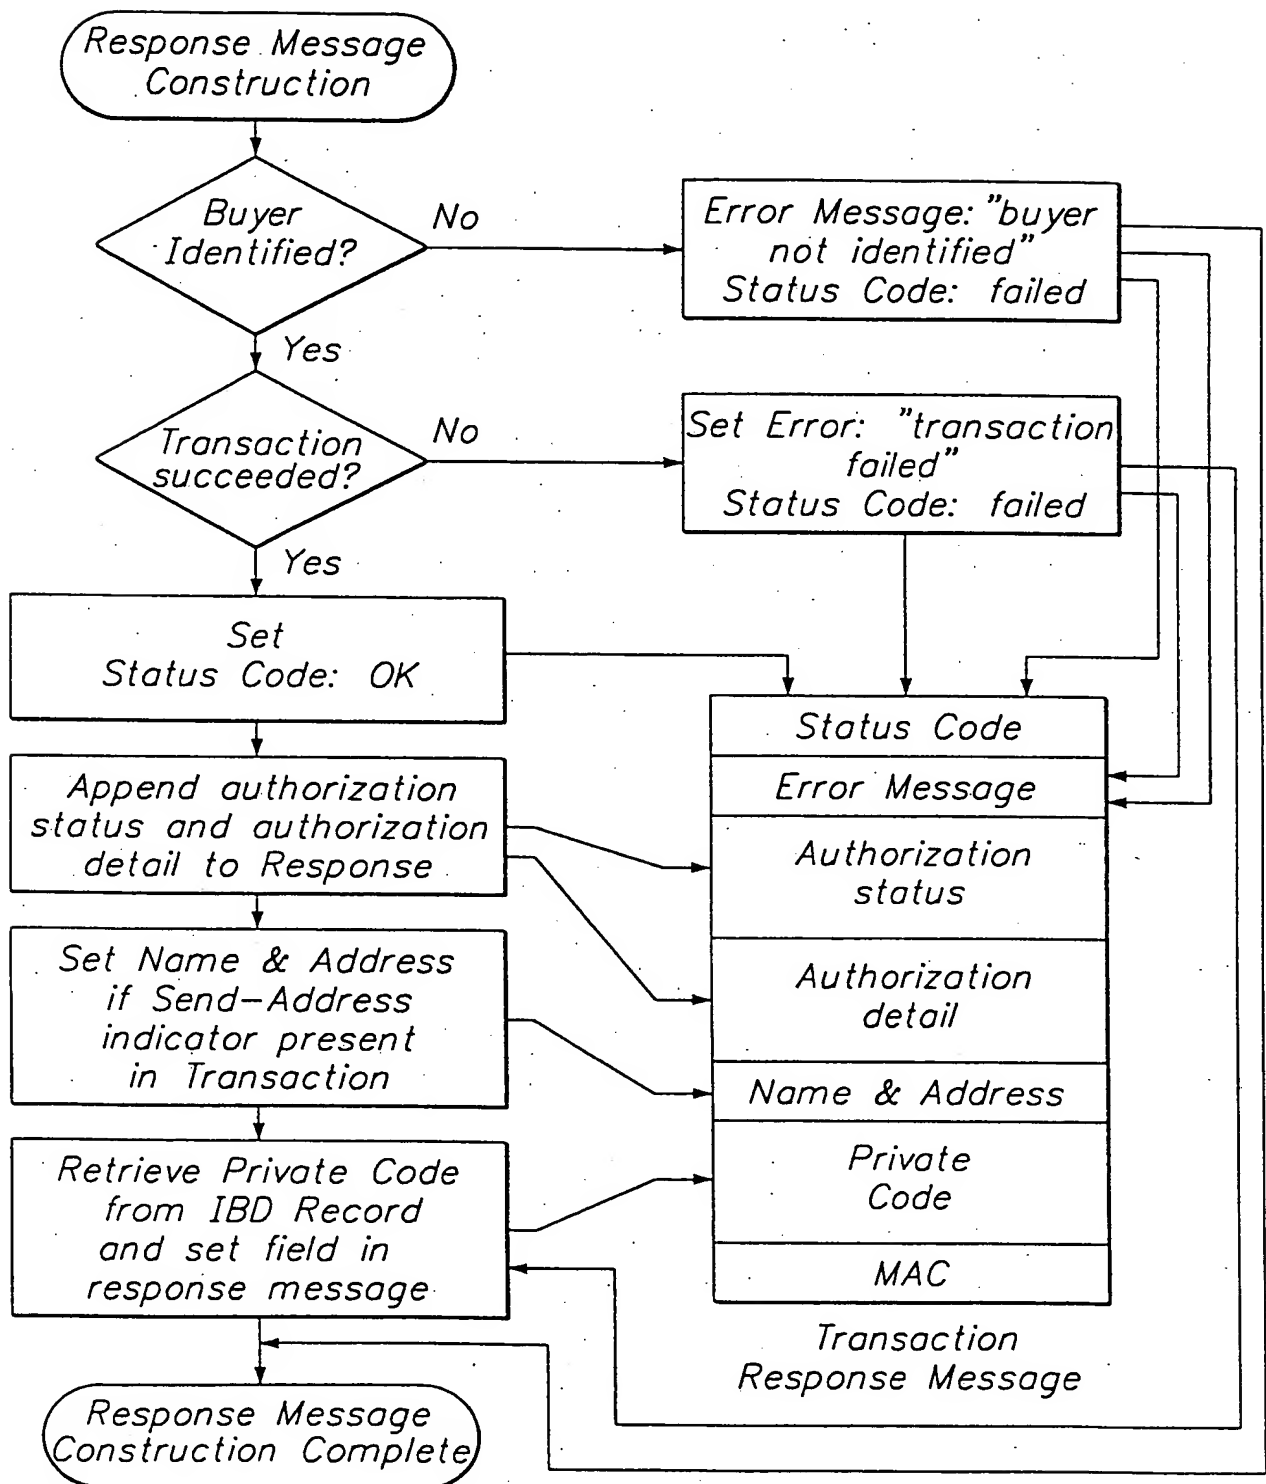 Response Message
Construction
Buyer
Identified?
No
Error Message: "buyer
not identified"
Status Code: failed
Yes
Transaction
succeeded?
No
Set Error: "transaction
failed"
Status Code: failed
Yes
Set
Status Code: OK
Append authorization
status and authorization
detail to Response
Set Name & Address
if Send-Address
indicator present
in Transaction
Retrieve Private Code
from IBD Record
and set field in
response message
Response Message
Construction Complete
Status Code
Error Message
Authorization
status
Authorization
detail
Name & Address
Private
Code
MAC
Transaction
Response Message